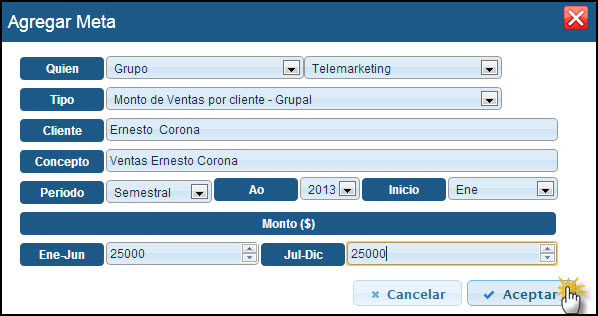 Agregar Meta
Quien Grupo Telemarketing
Tipo Monto de Ventas por cliente - Grupal
Cliente Ernesto Corona
Concepto Ventas Ernesto Corona
Periodo Semestral Ao 2013 Inicio Ene
Monto ($)
Ene-Jun 25000 Jul-Dic 25000
Cancelar Aceptar